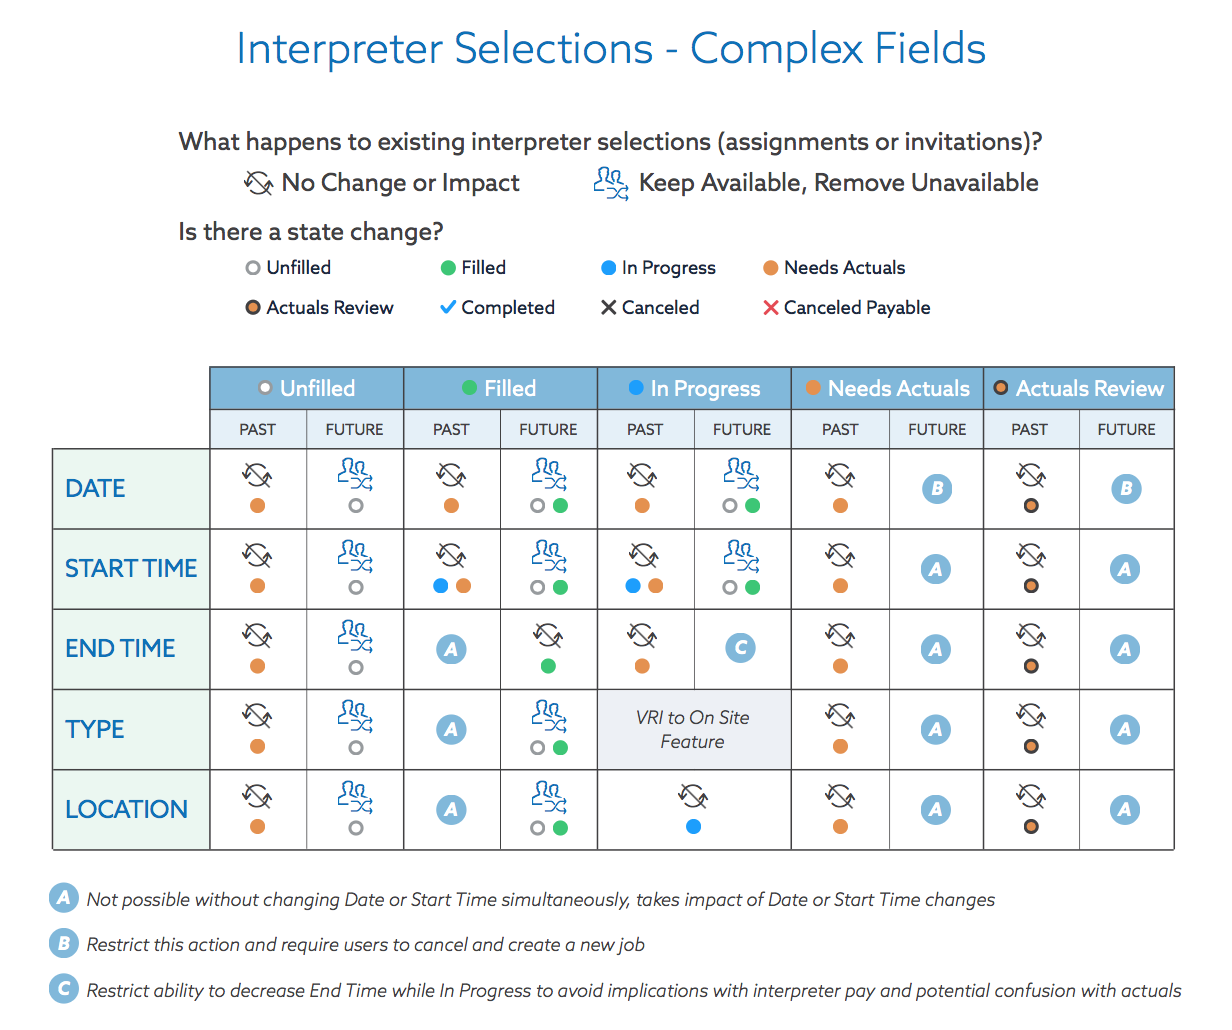 Interpreter Selections - Complex Fields
What happens to existing interpreter selections (assignments or invitations)?
No Change or Impact Keep Available, Remove Unavailable
Is there a state change?
Unfilled Filled In Progress Needs Actuals
Actuals Review Completed Canceled Canceled Payable
Unfilled Filled In Progress Needs Actuals Actuals Review
PAST FUTURE PAST FUTURE PAST FUTURE PAST FUTURE PAST FUTURE
DATE B B
START TIME A A
END TIME A C A A
TYPE A VRI to On Site Feature A A
LOCATION A A A
A Not possible without changing Date or Start Time simultaneously, takes impact of Date or Start Time changes
B Restrict this action and require users to cancel and create a new job
C Restrict ability to decrease End Time while In Progress to avoid implications with interpreter pay and potential confusion with actuals